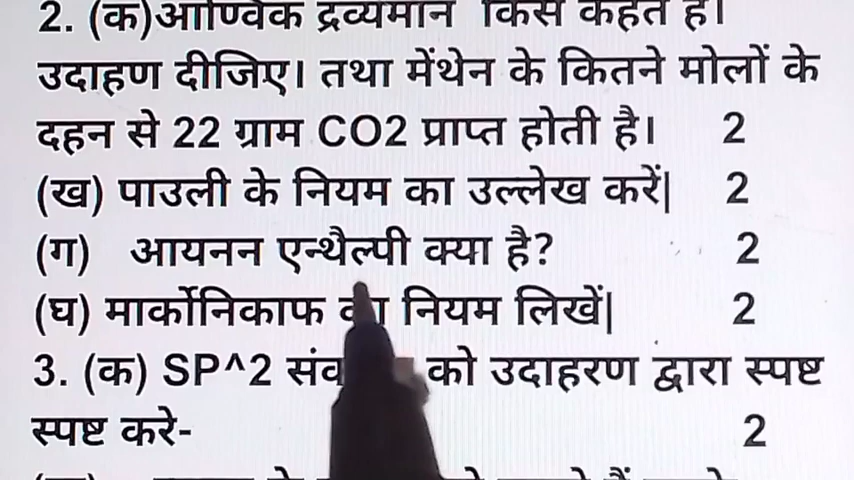 2. (क)आण्विक द्रव्यमान किसे कहते हैं।
उदाहण दीजिए। तथा मेंथेन के कितने मोलों के
दहन से 22 ग्राम CO2 प्राप्त होती है। 2
(ख) पाउली के नियम का उल्लेख करें| 2
(ग) आयनन एन्थैल्पी क्या है? 2
(घ) मार्कोनिकाफ का नियम लिखें| 2
3. (क) SP^2 को उदाहरण द्वारा स्पष्ट
स्पष्ट करे- 2